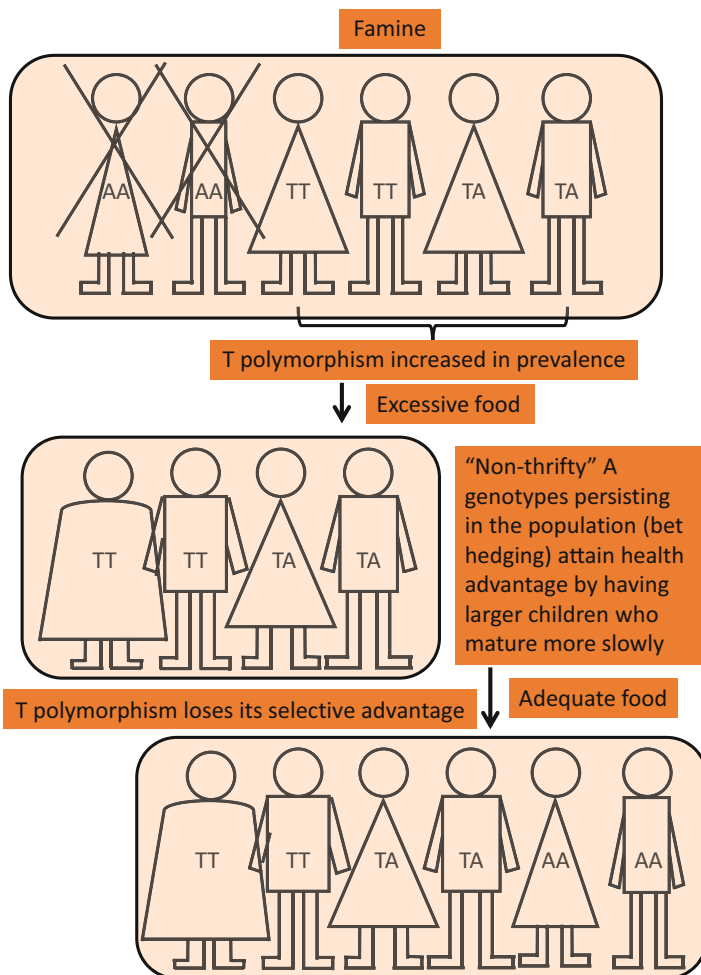 Famine
AA AA TT TT TA TA
T polymorphism increased in prevalence
Excessive food
TT TT TA TA
“Non-thrifty” A
genotypes persisting
in the population (bet
hedging) attain health
advantage by having
larger children who
mature more slowly
T polymorphism loses its selective advantage
Adequate food
TT TT TA TA AA AA